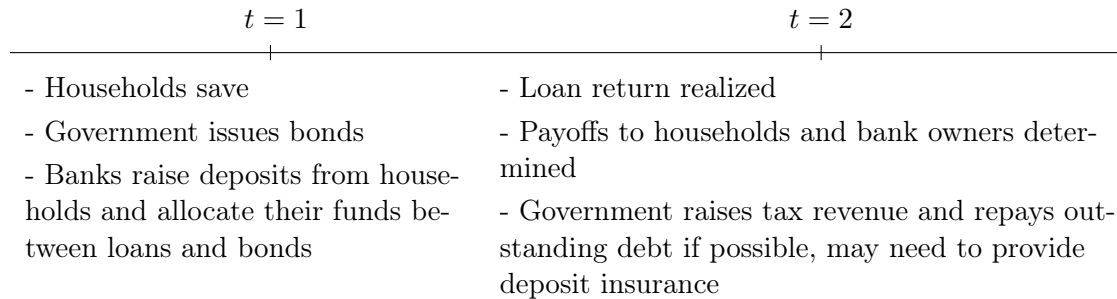 t = 1
t = 2
- Households save
- Government issues bonds
- Banks raise deposits from house-
holds and allocate their funds be-
tween loans and bonds
- Loan return realized
- Payoffs to households and bank owners deter-
mined
- Government raises tax revenue and repays out-
standing debt if possible, may need to provide
deposit insurance